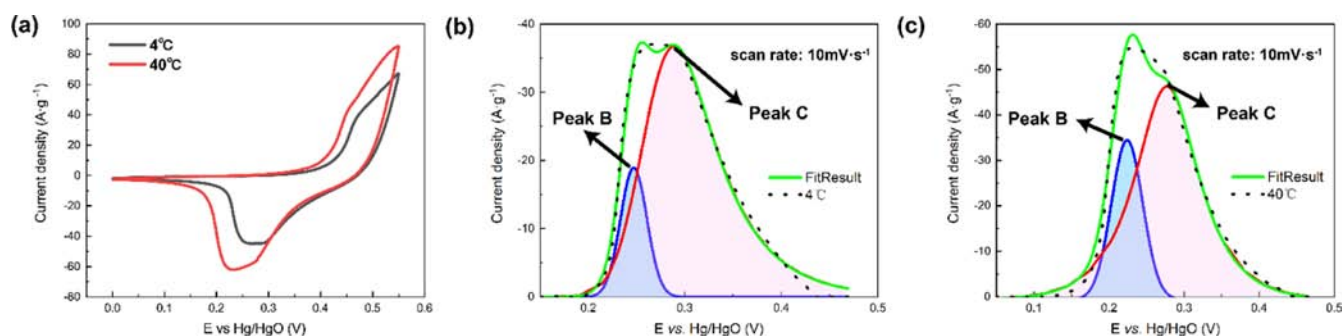 (a)
100
80
60
40
20
0
-20
-40
-60
-80
0.0 0.1 0.2 0.3 0.4 0.5 0.6
Current density (A·g⁻¹)
E vs Hg/HgO (V)
4°C
40°C
(b)
-40
-30
-20
-10
0
0.2 0.3 0.4 0.5
Current density (A·g⁻¹)
E vs. Hg/HgO (V)
scan rate: 10mV·s⁻¹
Peak B
Peak C
FitResult
4℃
(c)
-60
-50
-40
-30
-20
-10
0
0.1 0.2 0.3 0.4 0.5
Current density (A·g⁻¹)
E vs. Hg/HgO (V)
scan rate: 10mV·s⁻¹
Peak B
Peak C
FitResult
40℃